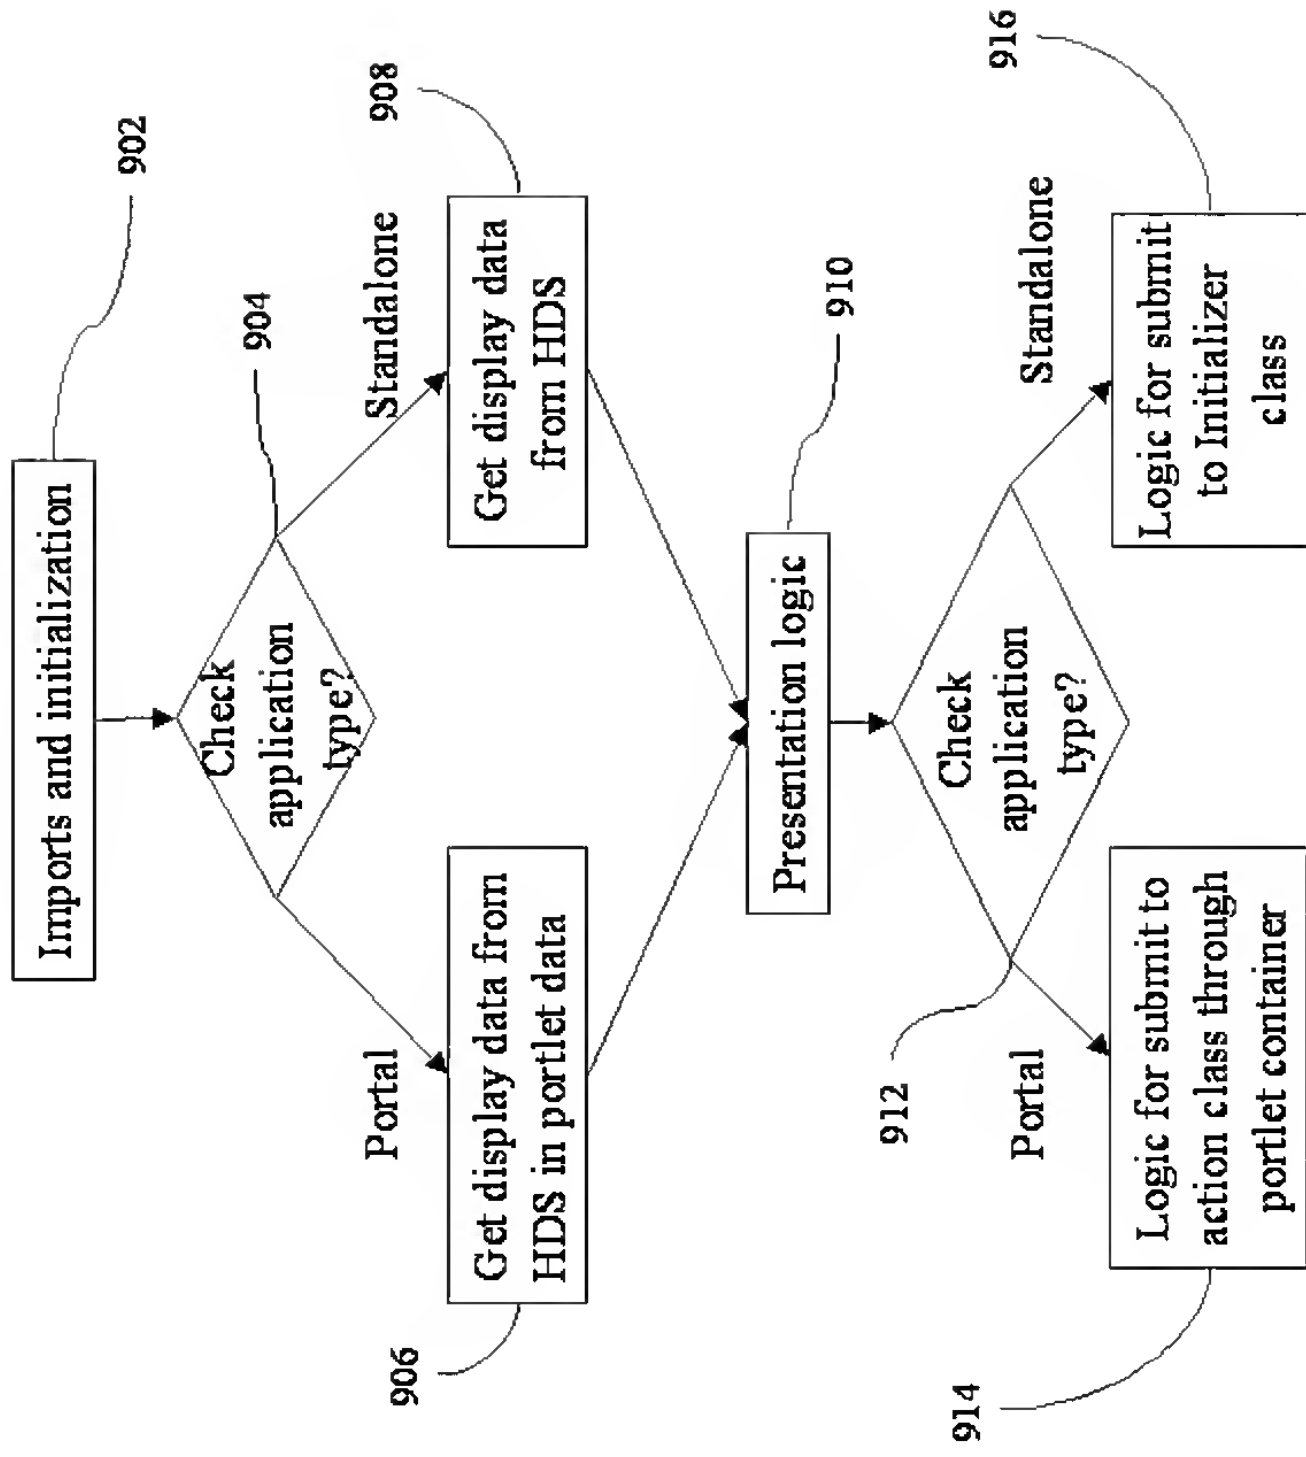 902
Imports and initialization
904
Check
application
type?
Portal
Standalone
908
906
Get display data from
HDS in portlet data
Get display data
from HDS
910
Presentation logic
912
Check
application
type?
Portal
Standalone
916
914
Logic for submit to
action class through
portlet container
Logic for submit
to Initializer
class